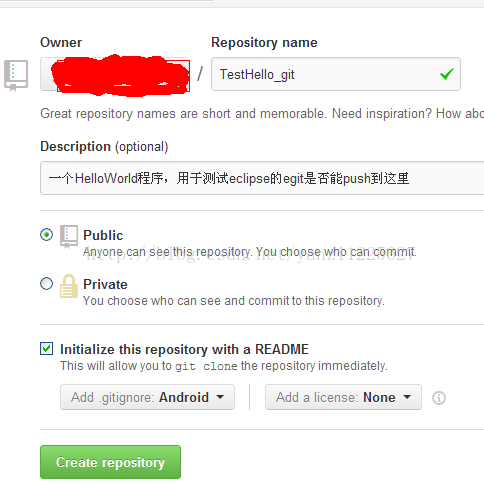 Owner
Repository name
/
TestHello_git
Great repository names are short and memorable. Need inspiration? How abo
Description (optional)
一个HelloWorld程序，用于测试eclipse的egit是否能push到这里
Public
Anyone can see this repository. You choose who can commit.
Private
You choose who can see and commit to this repository.
Initialize this repository with a README
This will allow you to git clone the repository immediately.
Add .gitignore: Android
Add a license: None
Create repository